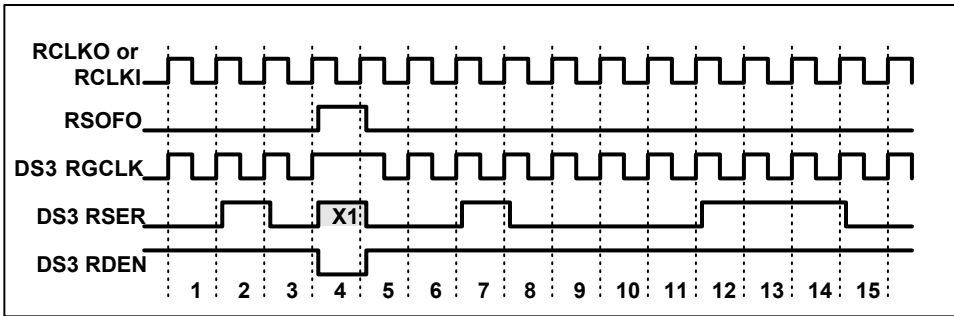 RCLKO or
RCLKI
RSOFO
DS3 RGCLK
DS3 RSER
X1
DS3 RDEN
1 2 3 4 5 6 7 8 9 10 11 12 13 14 15